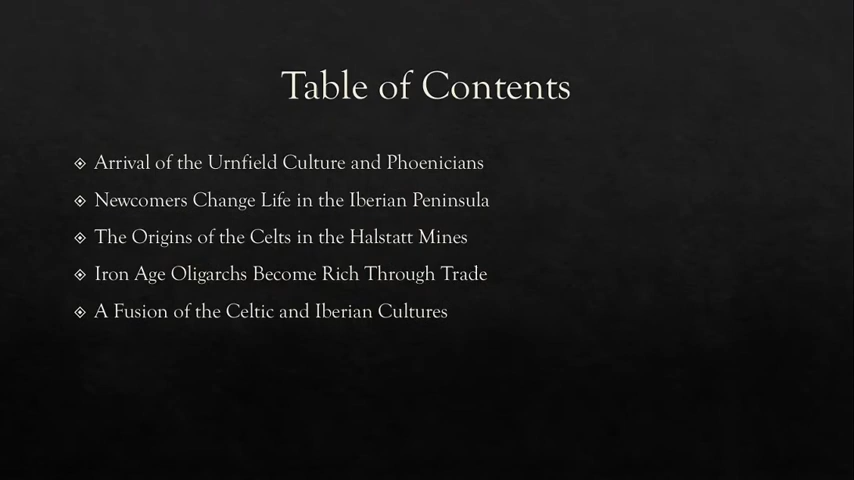 Table of Contents
Arrival of the Urnfield Culture and Phoenicians
Newcomers Change Life in the Iberian Peninsula
The Origins of the Celts in the Halstatt Mines
Iron Age Oligarchs Become Rich Through Trade
A Fusion of the Celtic and Iberian Cultures